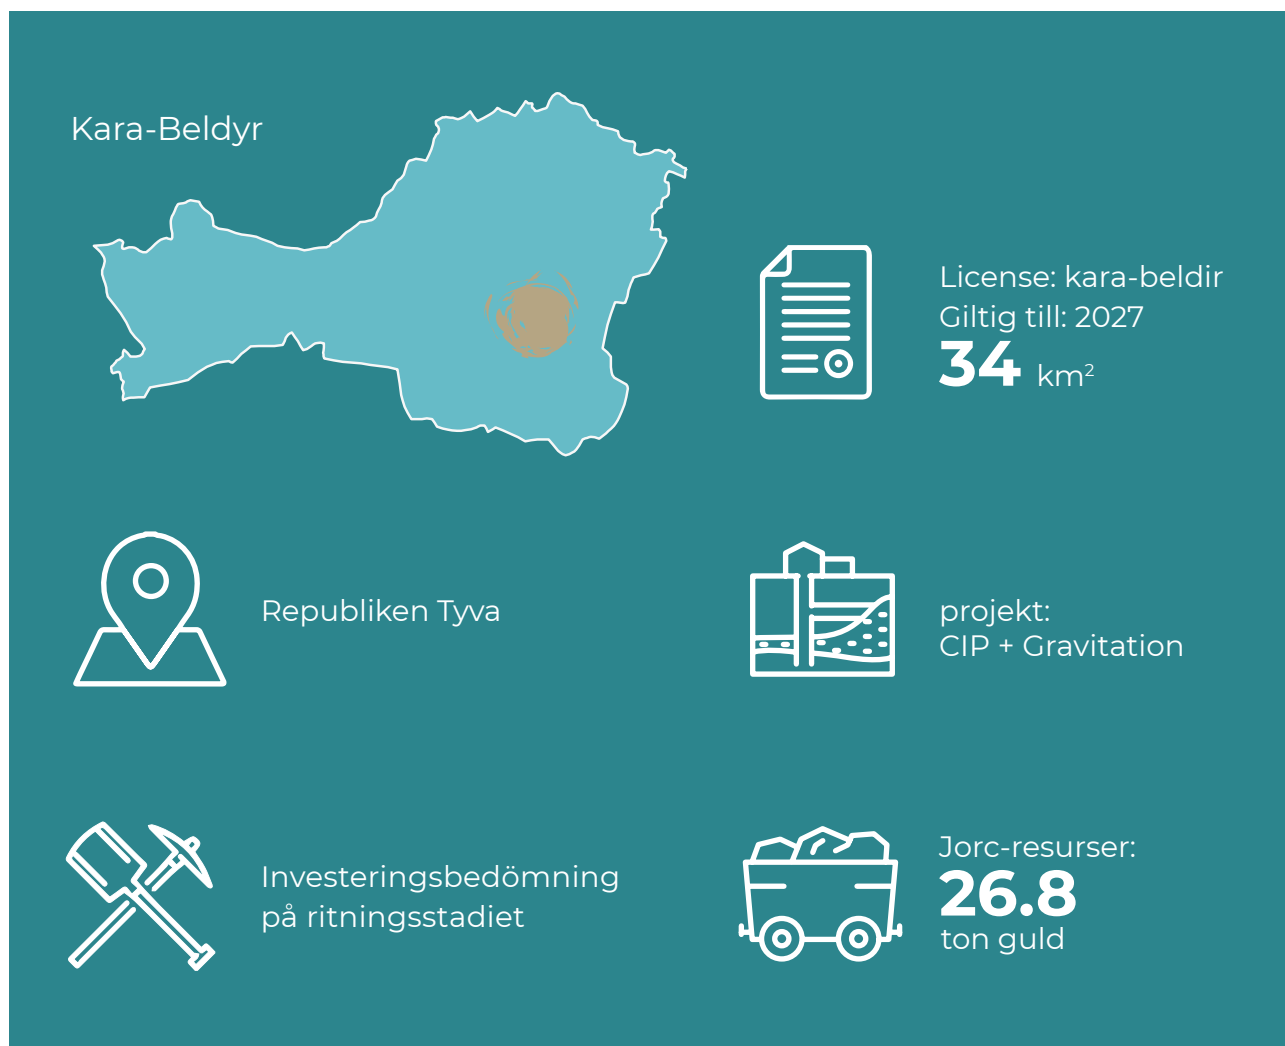 Kara-Beldyr
License: kara-beldir
Giltig till: 2027
34 km²
Republiken Tyva
projekt:
CIP + Gravitation
Investeringsbedömning
på ritningsstadiet
Jorc-resurser:
26.8
ton guld